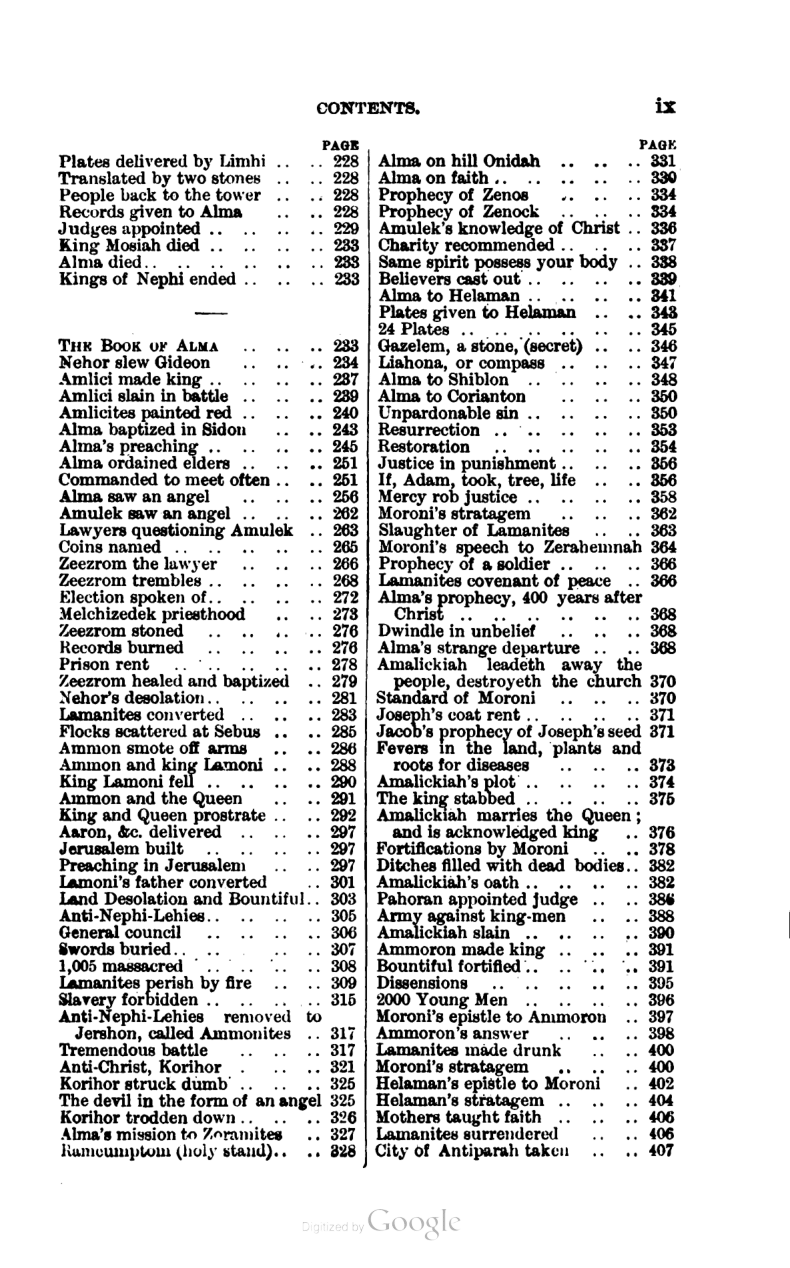 CONTENTS. ix
PAGE
Plates delivered by Limhi .. .. 228
Translated by two stones .. .. 228
People back to the tower .. .. 228
Records given to Alma .. .. 228
Judges appointed .. .. .. .. 229
King Mosiah died .. .. .. .. 233
Alma died .. .. .. .. .. .. 233
Kings of Nephi ended .. .. .. 233
THE BOOK OF ALMA .. .. .. 233
Nehor slew Gideon .. .. .. 234
Amlici made king .. .. .. .. 237
Amlici slain in battle .. .. .. 239
Amlicites painted red .. .. .. 240
Alma baptized in Sidon .. .. 243
Alma's preaching .. .. .. .. 245
Alma ordained elders .. .. .. 251
Commanded to meet often .. .. 251
Alma saw an angel .. .. .. 256
Amulek saw an angel .. .. .. 262
Lawyers questioning Amulek .. 263
Coins named .. .. .. .. .. 265
Zeezrom the lawyer .. .. .. 266
Zeezrom trembles .. .. .. .. 268
Election spoken of .. .. .. .. 272
Melchizedek priesthood .. .. 273
Zeezrom stoned .. .. .. .. 276
Records burned .. .. .. .. 276
Prison rent .. .. .. .. .. 278
Zeezrom healed and baptized .. 279
Nehor's desolation .. .. .. .. 281
Lamanites converted .. .. .. 283
Flocks scattered at Sebus .. .. 285
Ammon smote off arms .. .. 286
Ammon and king Lamoni .. .. 288
King Lamoni fell .. .. .. .. 290
Ammon and the Queen .. .. 291
King and Queen prostrate .. .. 292
Aaron, &c. delivered .. .. .. 297
Jerusalem built .. .. .. .. 297
Preaching in Jerusalem .. .. 297
Lamoni's father converted .. 301
Land Desolation and Bountiful .. 303
Anti-Nephi-Lehies .. .. .. .. 305
General council .. .. .. .. 306
Swords buried .. .. .. .. .. 307
1,005 massacred .. .. .. .. 308
Lamanites perish by fire .. .. 309
Slavery forbidden .. .. .. .. 315
Anti-Nephi-Lehies removed to
Jershon, called Ammonites .. 317
Tremendous battle .. .. .. 317
Anti-Christ, Korihor .. .. .. 321
Korihor struck dumb .. .. .. 325
The devil in the form of an angel 325
Korihor trodden down .. .. .. 326
Alma's mission to Zoramites .. 327
Rameumptom (holy stand) .. .. 328
PAGE
Alma on hill Onidah .. .. .. 331
Alma on faith .. .. .. .. .. 330
Prophecy of Zenos .. .. .. 334
Prophecy of Zenock .. .. .. 334
Amulek's knowledge of Christ .. 336
Charity recommended .. .. .. 337
Same spirit possess your body .. 338
Believers cast out .. .. .. .. 339
Alma to Helaman .. .. .. .. 341
Plates given to Helaman .. .. 343
24 Plates .. .. .. .. .. .. 345
Gazelem, a stone, (secret) .. .. 346
Liahona, or compass .. .. .. 347
Alma to Shiblon .. .. .. .. 348
Alma to Corianton .. .. .. 350
Unpardonable sin .. .. .. .. 350
Resurrection .. .. .. .. .. 353
Restoration .. .. .. .. .. 354
Justice in punishment .. .. .. 356
If, Adam, took, tree, life .. .. 356
Mercy rob justice .. .. .. .. 358
Moroni's stratagem .. .. .. 362
Slaughter of Lamanites .. .. 363
Moron's speech to Zerahemnah 364
Prophecy of a soldier .. .. .. 366
Lamanites covenant of peace .. 366
Alma's prophecy, 400 years after
Christ .. .. .. .. .. .. 368
Dwindle in unbelief .. .. .. 368
Alma's strange departure .. .. 368
Amalickiah leadeth away the
people, destroyeth the church 370
Standard of Moroni .. .. .. 370
Joseph's coat rent .. .. .. .. 371
Jacob's prophecy of Joseph's seed 371
Fevers in the land, plants and
roots for diseases .. .. .. 373
Amalickiah's plot .. .. .. .. 374
The king stabbed .. .. .. .. 375
Amalickiah marries the Queen;
and is acknowledged king .. 376
Fortifications by Moroni .. .. 378
Ditches filled with dead bodies .. 382
Amalickiah's oath .. .. .. .. 382
Pahoran appointed judge .. .. 386
Army against king-men .. .. 388
Amalickiah slain .. .. .. .. 390
Ammoron made king .. .. .. 391
Bountiful fortified .. .. .. .. 391
Dissensions .. .. .. .. .. 395
2000 Young Men .. .. .. .. 396
Moroni's epistle to Ammoron .. 397
Ammoron's answer .. .. .. 398
Lamanites made drunk .. .. 400
Moroni's stratagem .. .. .. 400
Helaman's epistle to Moroni .. 402
Helaman's stratagem .. .. .. 404
Mothers taught faith .. .. .. 406
Lamanites surrendered .. .. 406
City of Antiparah taken .. .. 407
Digitized by Google